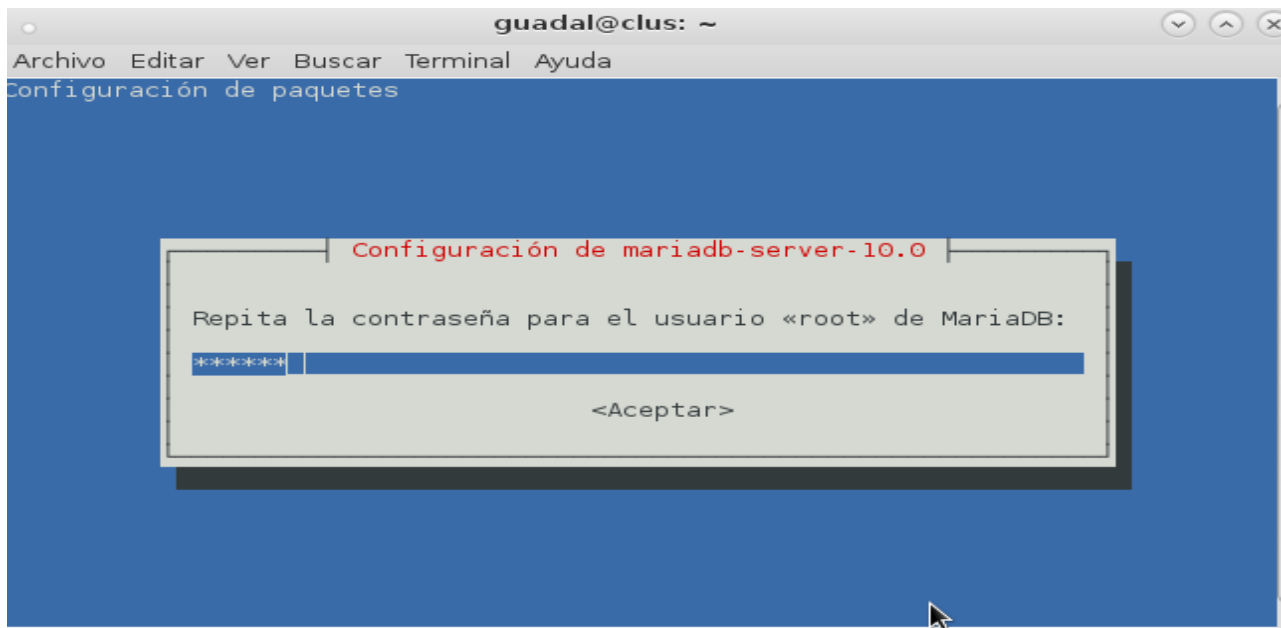 guadal@clus: ~
Archivo Editar Ver Buscar Terminal Ayuda
Configuración de paquetes
Configuración de mariadb-server-10.0
Repita la contraseña para el usuario «root» de MariaDB:
******
<Aceptar>